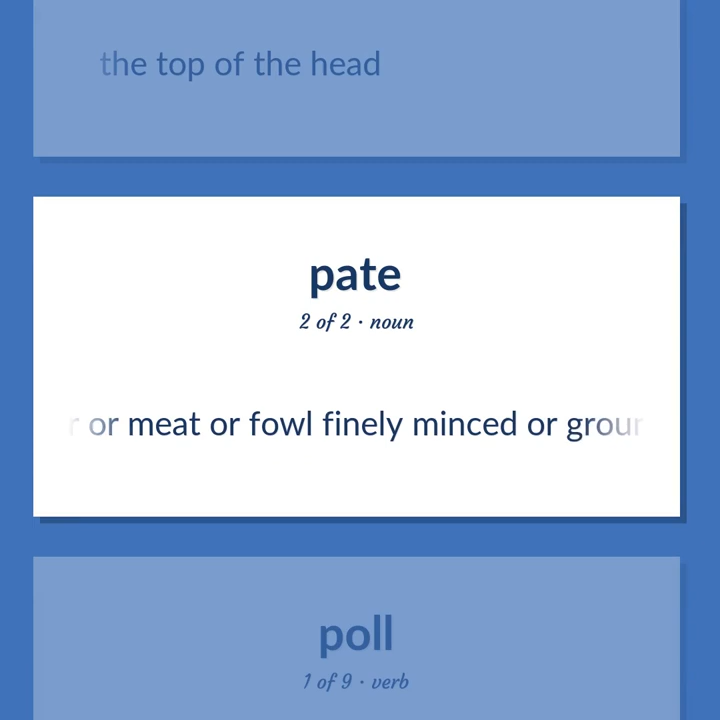 the top of the head
pate
2 of 2 · noun
or meat or fowl finely minced or
poll
1 of 9 · verb